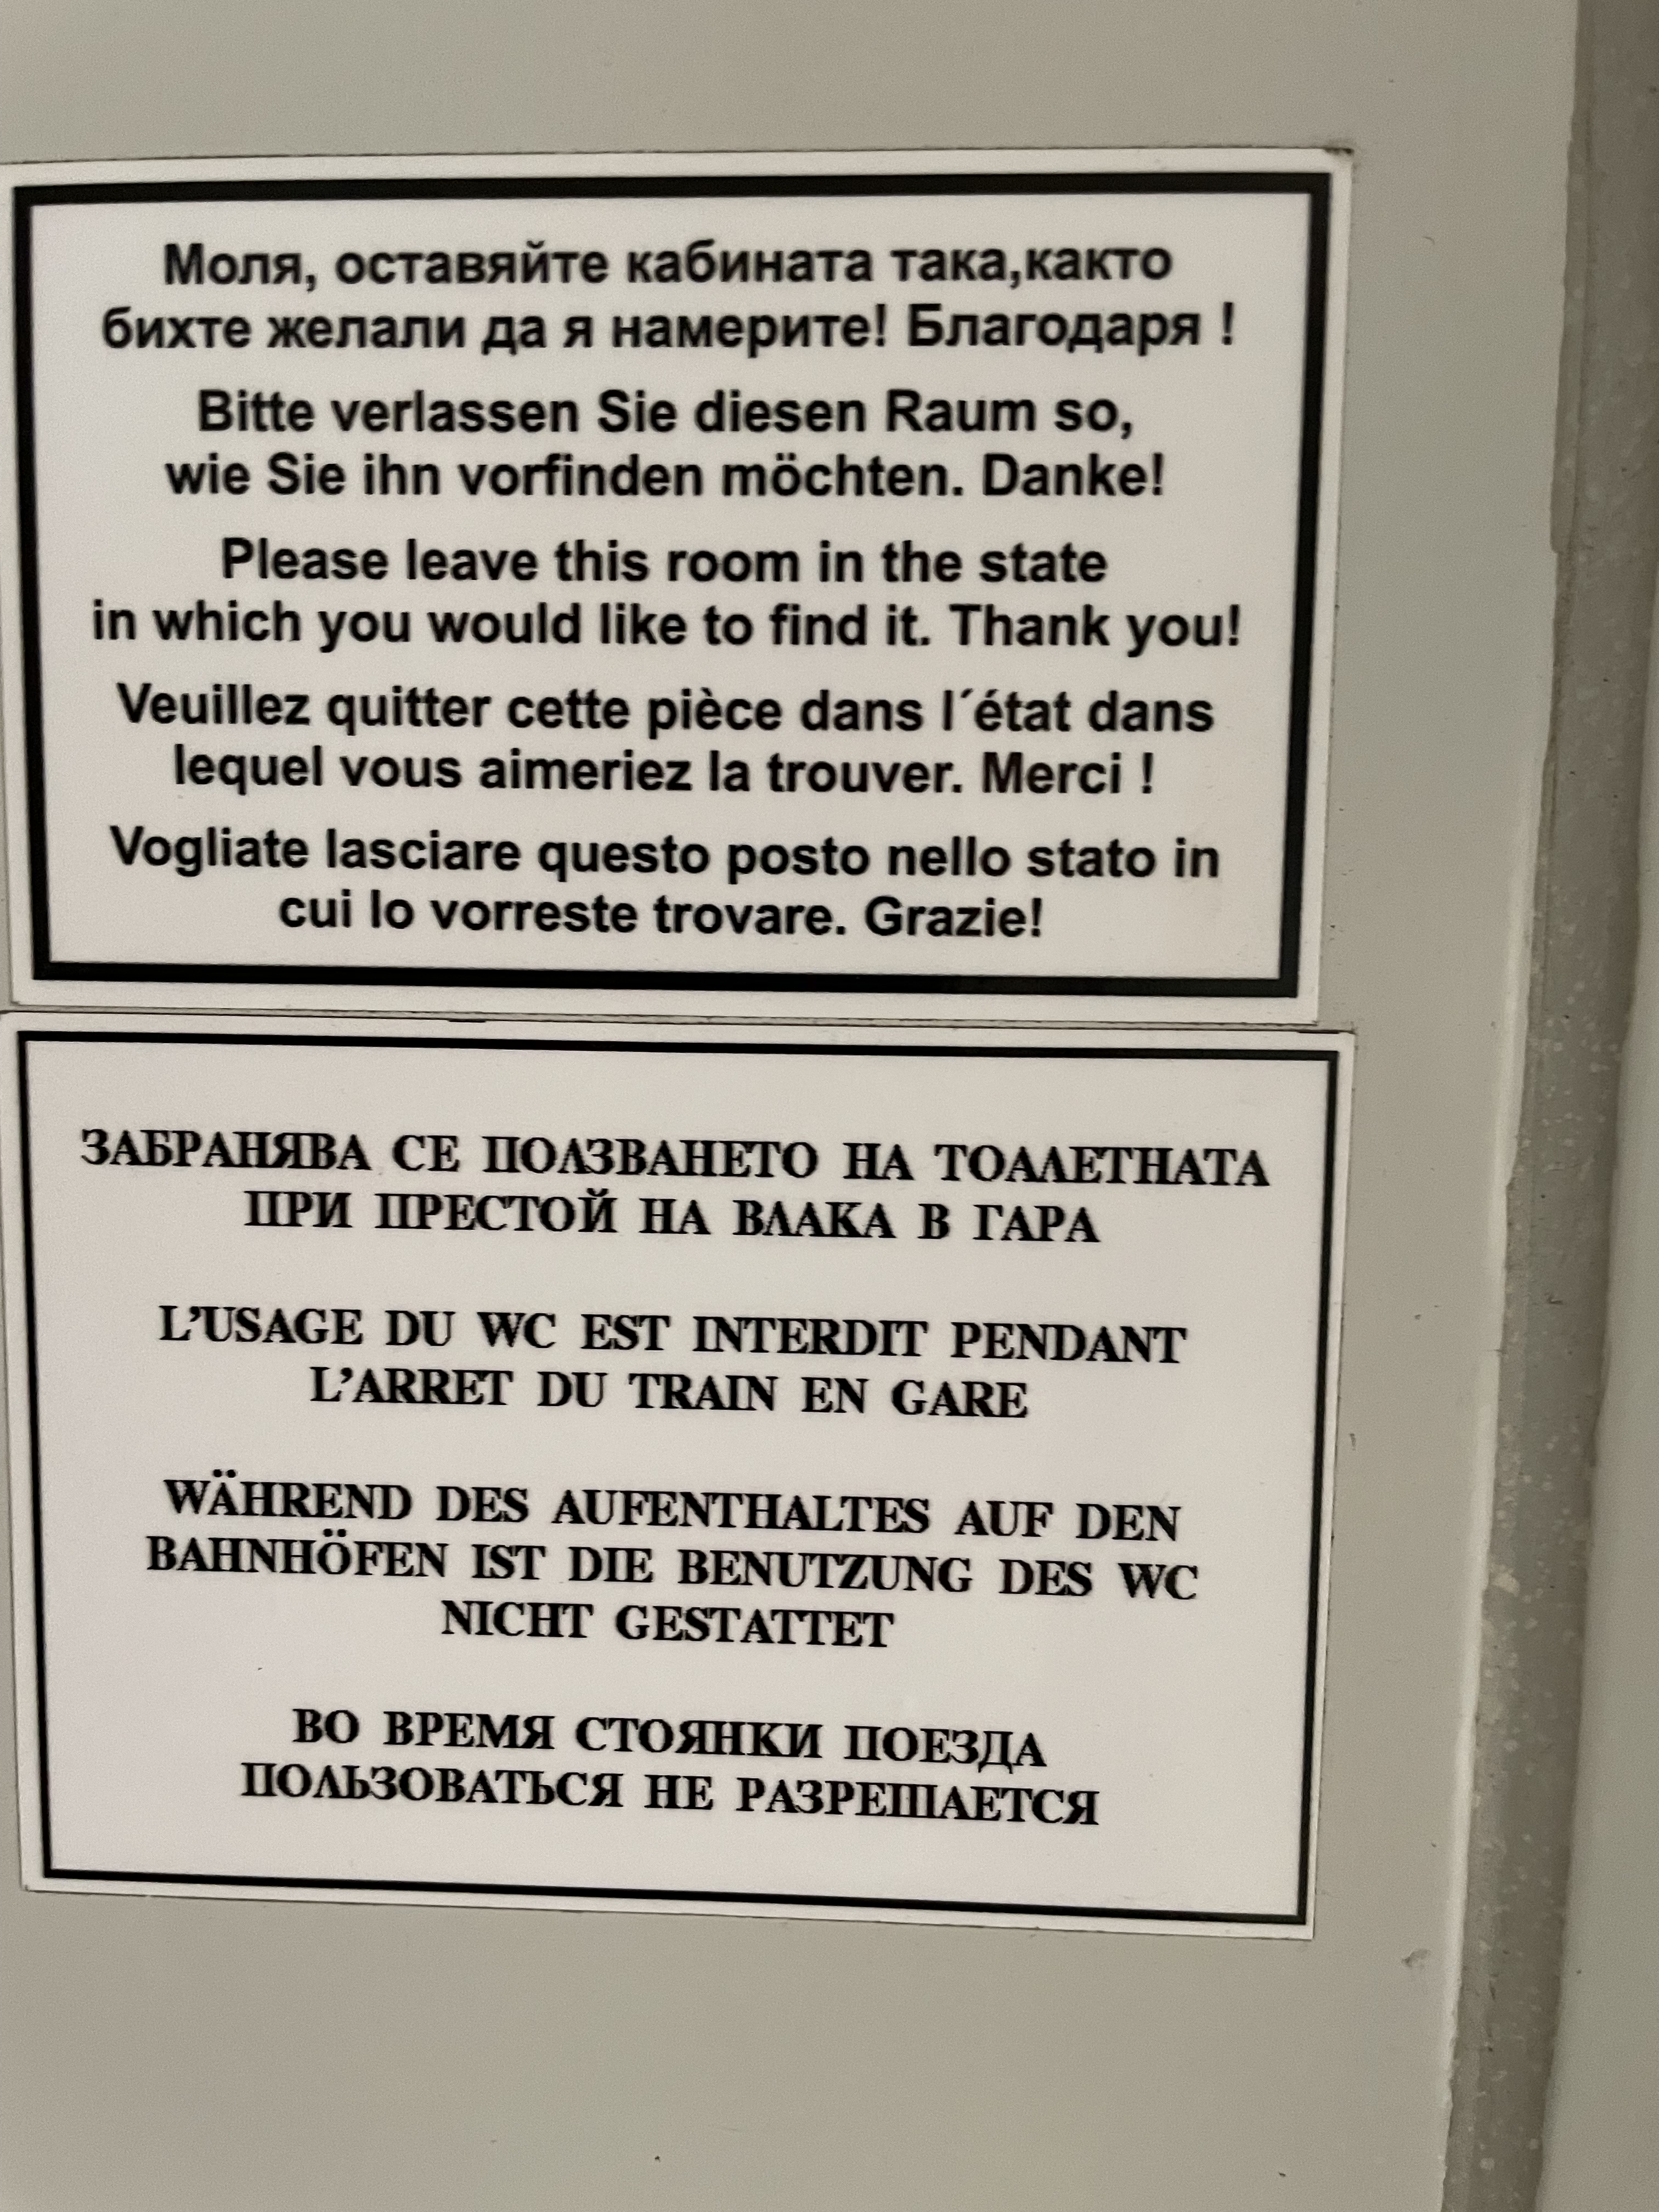 Моля, оставяйте кабината така,както
бихте желали да я намерите! Благодаря !
Bitte verlassen Sie diesen Raum so,
wie Sie ihn vorfinden möchten. Danke!
Please leave this room in the state
in which you would like to find it. Thank you!
Veuillez quitter cette pièce dans l´état dans
lequel vous aimeriez la trouver. Merci !
Vogliate lasciare questo posto nello stato in
cui lo vorreste trovare. Grazie!
ЗАБРАНЯВА СЕ ПОЛЗВАНЕТО НА ТОАЛЕТНАТА
ПРИ ПРЕСТОЙ НА ВЛАКА В ГАРА
L’USAGE DU WC EST INTERDIT PENDANT
L’ARRET DU TRAIN EN GARE
WÄHREND DES AUFENTHALTES AUF DEN
BAHNHÖFEN IST DIE BENUTZUNG DES WC
NICHT GESTATTET
ВО ВРЕМЯ СТОЯНКИ ПОЕЗДА
ПОЛЬЗОВАТЬСЯ НЕ РАЗРЕШАЕТСЯ